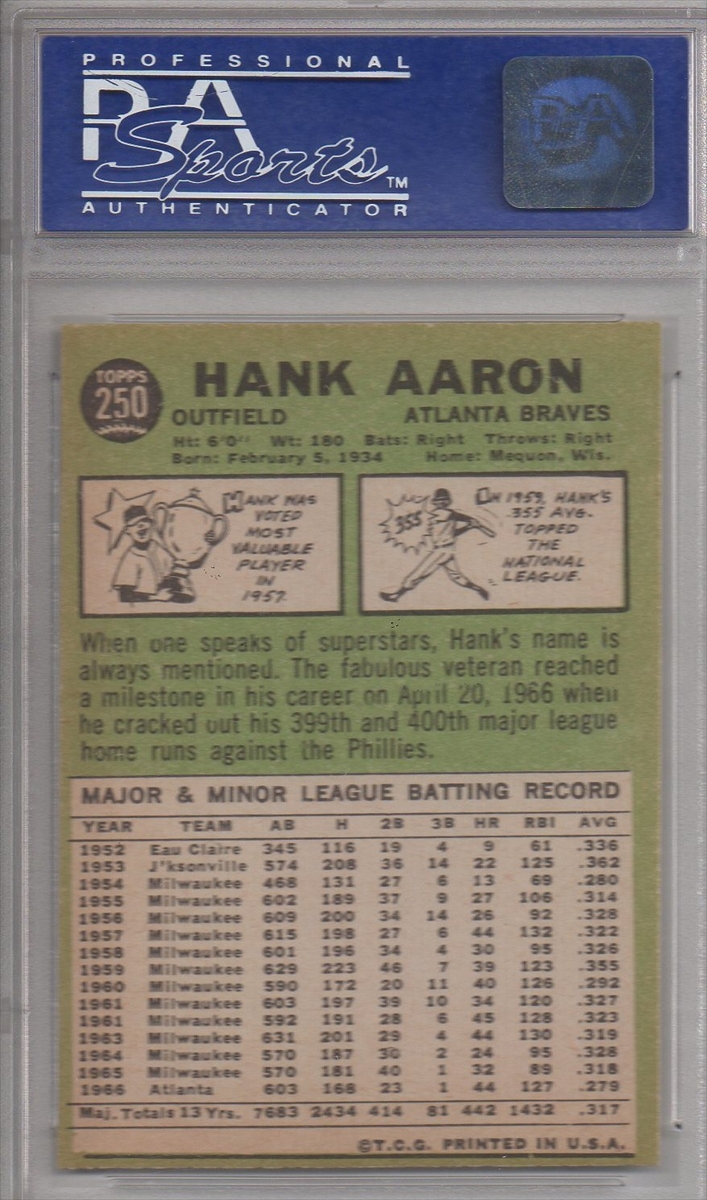 PROFESSIONAL
PSA
Sports™
AUTHENTICATOR
PSA
TOPPS
250
HANK AARON
OUTFIELD ATLANTA BRAVES
Ht: 6'0" Wt: 180 Bats: Right Throws: Right
Born: February 5, 1934 Home: Mequon, Wis.
HANK WAS
VOTED
MOST
VALUABLE
PLAYER
IN
1957.
355
IN 1959, HANK'S
.355 AVG.
TOPPED
THE
NATIONAL
LEAGUE.
When one speaks of superstars, Hank's name is
always mentioned. The fabulous veteran reached
a milestone in his career on April 20, 1966 when
he cracked out his 399th and 400th major league
home runs against the Phillies.
MAJOR & MINOR LEAGUE BATTING RECORD
YEAR TEAM AB H 2B 3B HR RBI AVG
1952 Eau Claire 345 116 19 4 9 61 .336
1953 J'ksonville 574 208 36 14 22 125 .362
1954 Milwaukee 468 131 27 6 13 69 .280
1955 Milwaukee 602 189 37 9 27 106 .314
1956 Milwaukee 609 200 34 14 26 92 .328
1957 Milwaukee 615 198 27 6 44 132 .322
1958 Milwaukee 601 196 34 4 30 95 .326
1959 Milwaukee 629 223 46 7 39 123 .355
1960 Milwaukee 590 172 20 11 40 126 .292
1961 Milwaukee 603 197 39 10 34 120 .327
1961 Milwaukee 592 191 28 6 45 128 .323
1963 Milwaukee 631 201 29 4 44 130 .319
1964 Milwaukee 570 187 30 2 24 95 .328
1965 Milwaukee 570 181 40 1 32 89 .318
1966 Atlanta 603 168 23 1 44 127 .279
Maj. Totals 13 Yrs. 7683 2434 414 81 442 1432 .317
©T.C.G. PRINTED IN U.S.A.